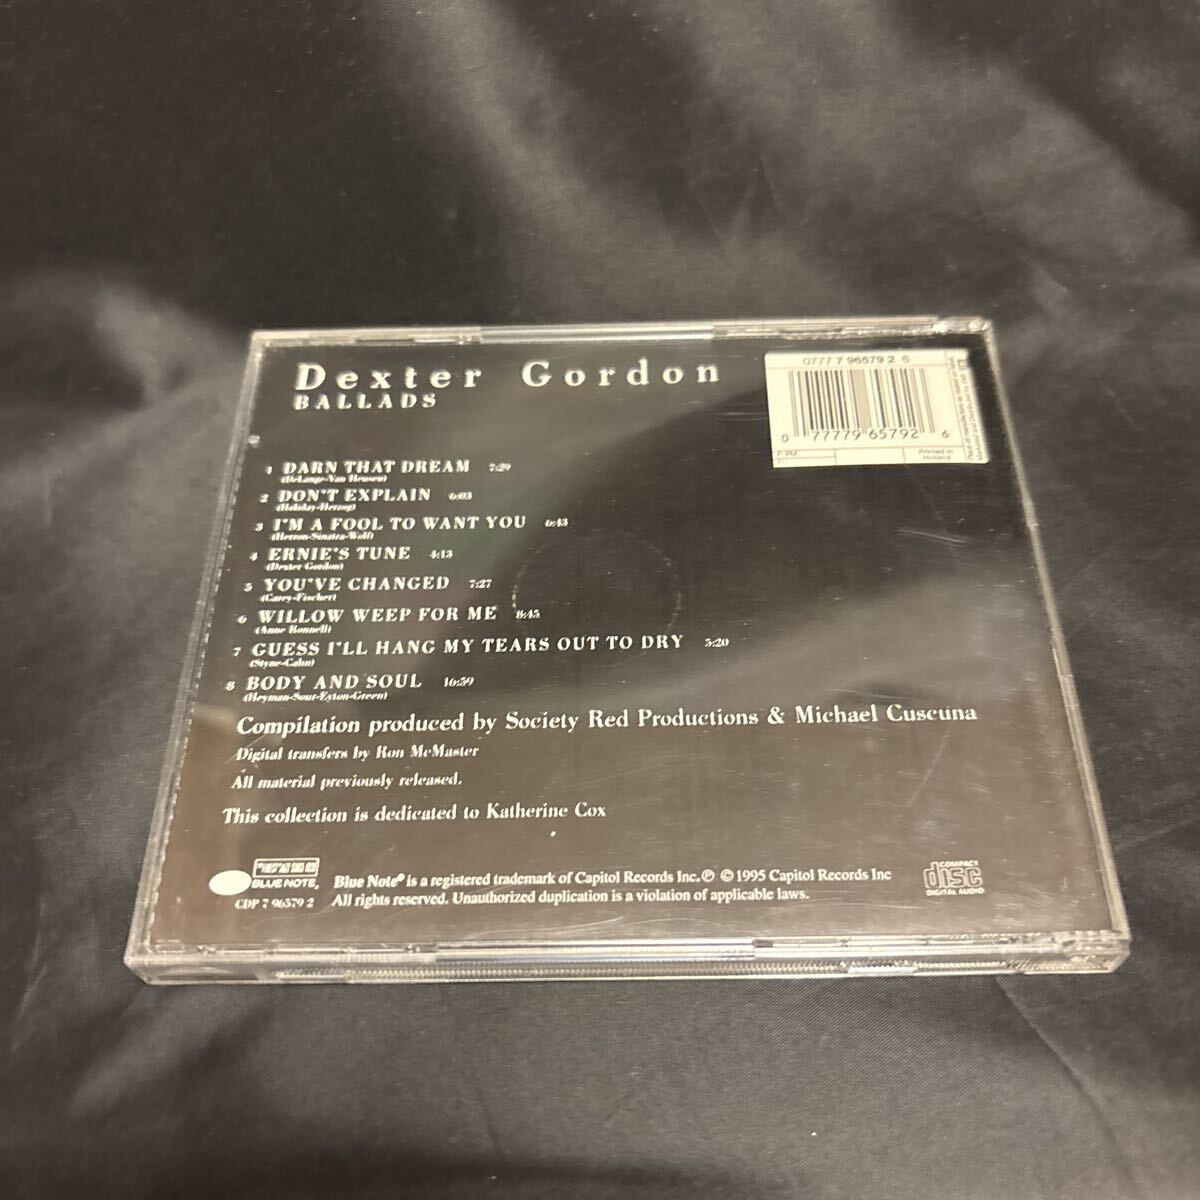 Dexter Gordon
BALLADS
0777 7 96579 2 6
0 77779 65792 6
Printed in
Holland
1 DARN THAT DREAM 7:29
(DeLange-Van Heusen)
2 DON'T EXPLAIN 6:03
(Holiday-Herzog)
3 I'M A FOOL TO WANT YOU 6:43
(Herron-Sinatra-Wolf)
4 ERNIE'S TUNE 4:13
(Dexter Gordon)
5 YOU'VE CHANGED 7:27
(Carey-Fischer)
6 WILLOW WEEP FOR ME 8:45
(Anne Ronnell)
7 GUESS I'LL HANG MY TEARS OUT TO DRY 5:20
(Styne-Cahn)
8 BODY AND SOUL 10:39
(Heyman-Sour-Eyton-Green)
Compilation produced by Society Red Productions & Michael Cuscuna
Digital transfers by Ron McMaster
All material previously released.
This collection is dedicated to Katherine Cox
BLUE NOTE®
CDP 7 96579 2
Blue Note® is a registered trademark of Capitol Records Inc.℗ © 1995 Capitol Records Inc
All rights reserved. Unauthorized duplication is a violation of applicable laws.
COMPACT
disc
DIGITAL AUDIO